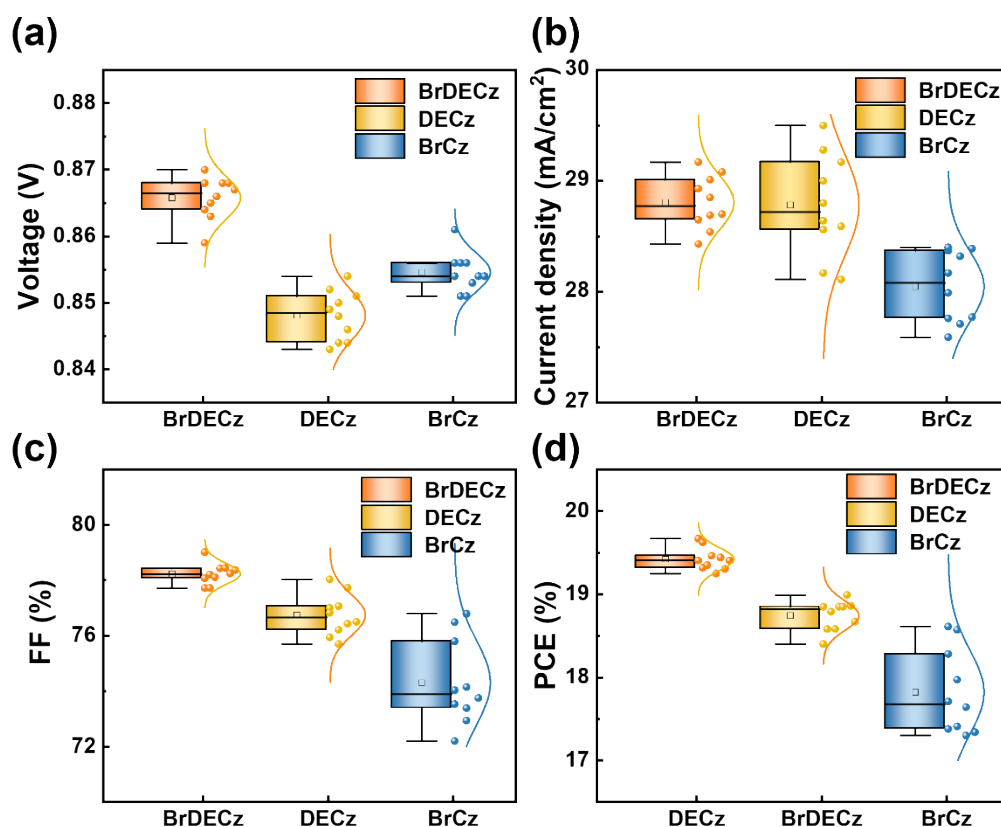 (a)
Voltage (V)
0.88
0.87
0.86
0.85
0.84
BrDECz
DECz
BrCz
BrDECz
DECz
BrCz
(b)
Current density (mA/cm²)
30
29
28
27
BrDECz
DECz
BrCz
BrDECz
DECz
BrCz
(c)
FF (%)
80
76
72
BrDECz
DECz
BrCz
BrDECz
DECz
BrCz
(d)
PCE (%)
20
19
18
17
BrDECz
DECz
BrCz
DECz
BrDECz
BrCz